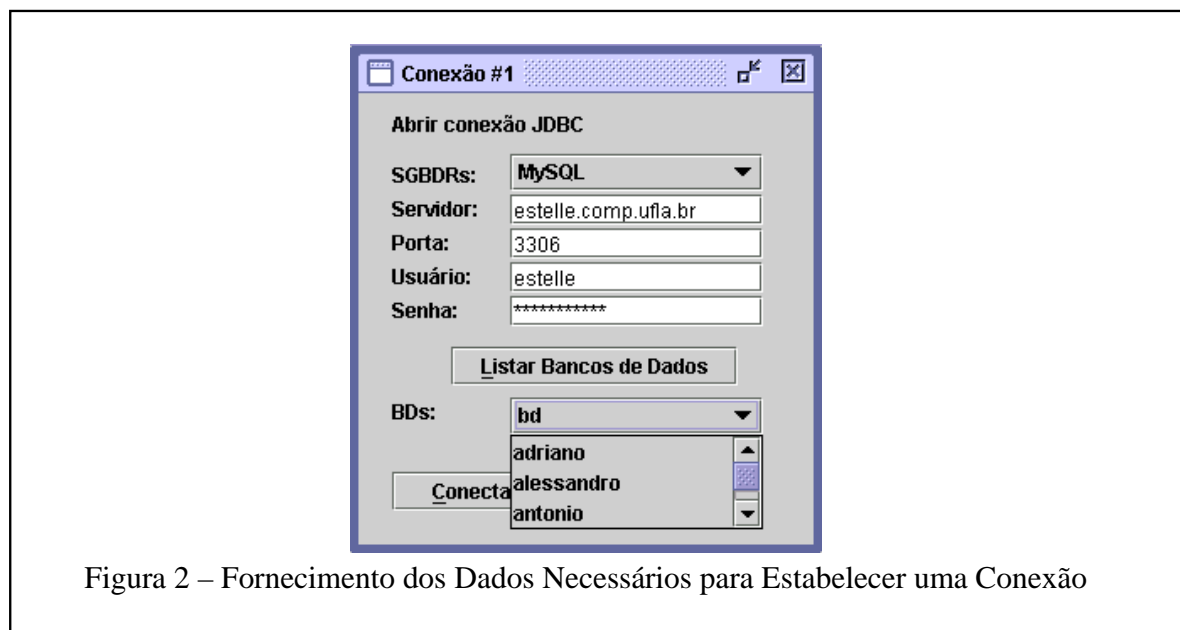 Conexão #1
Abrir conexão JDBC
SGBDRs: MySQL
Servidor: estelle.comp.ufla.br
Porta: 3306
Usuário: estelle
Senha: ***********
Listar Bancos de Dados
BDs: bd
adriano
alessandro
Conecta
antonio
Figura 2 – Fornecimento dos Dados Necessários para Estabelecer uma Conexão